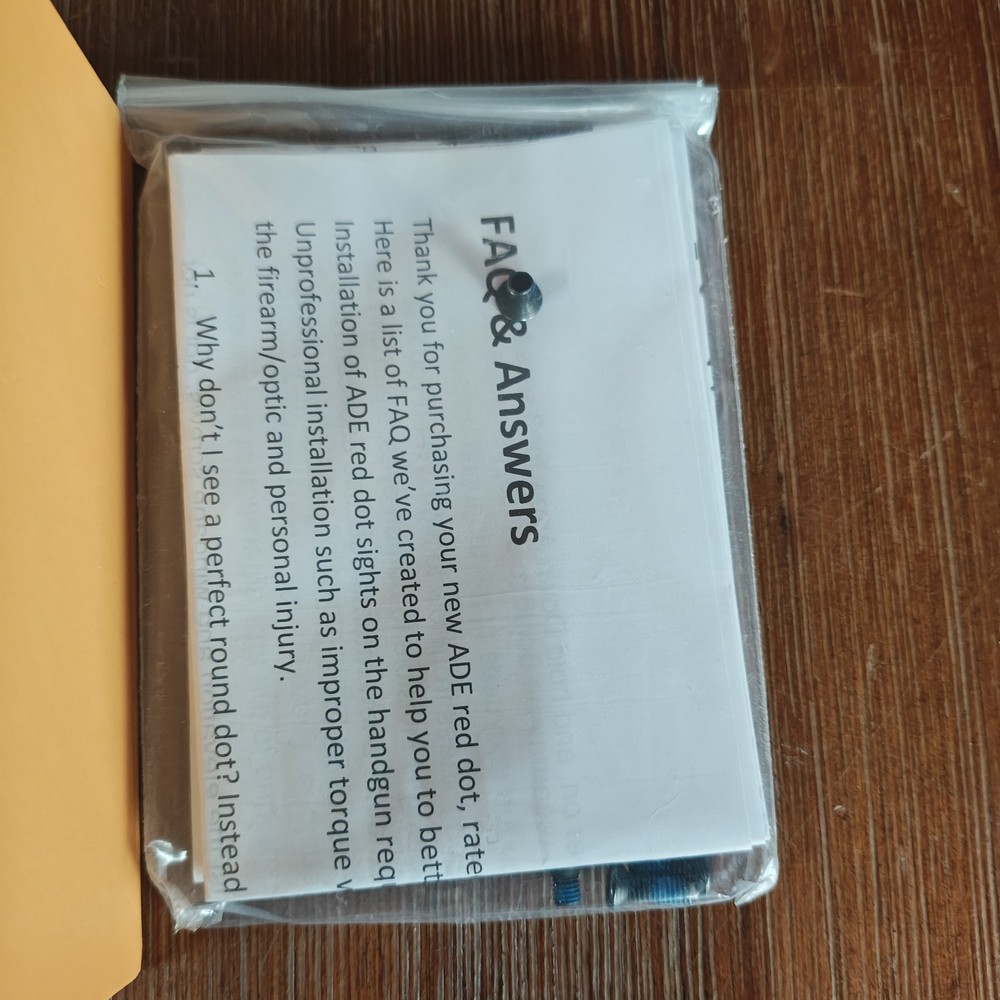 FAQ & Answers
Thank you for purchasing your new ADE red dot, rate
Here is a list of FAQ we've created to help you to bett
Installation of ADE red dot sights on the handgun req
Unprofessional installation such as improper torque
the firearm/optic and personal injury.
1. Why don't I see a perfect round dot? Instead